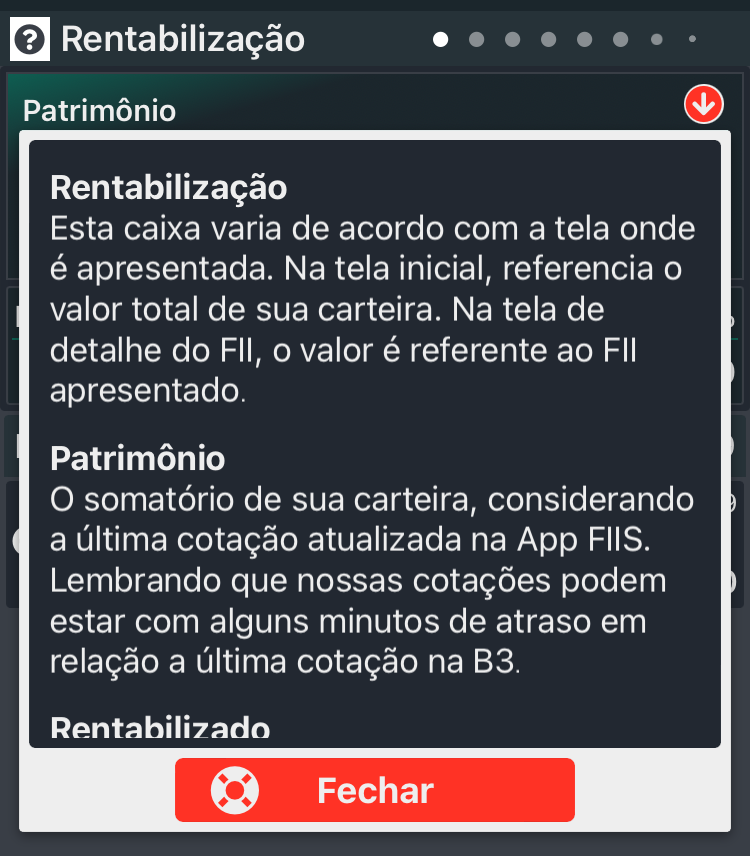 Rentabilização
Patrimônio
Rentabilização
Esta caixa varia de acordo com a tela onde
é apresentada. Na tela inicial, referencia o
valor total de sua carteira. Na tela de
detalhe do FII, o valor é referente ao FII
apresentado.
Patrimônio
O somatório de sua carteira, considerando
a última cotação atualizada na App FIIS.
Lembrando que nossas cotações podem
estar com alguns minutos de atraso em
relação a última cotação na B3.
Rentabilizado
Fechar